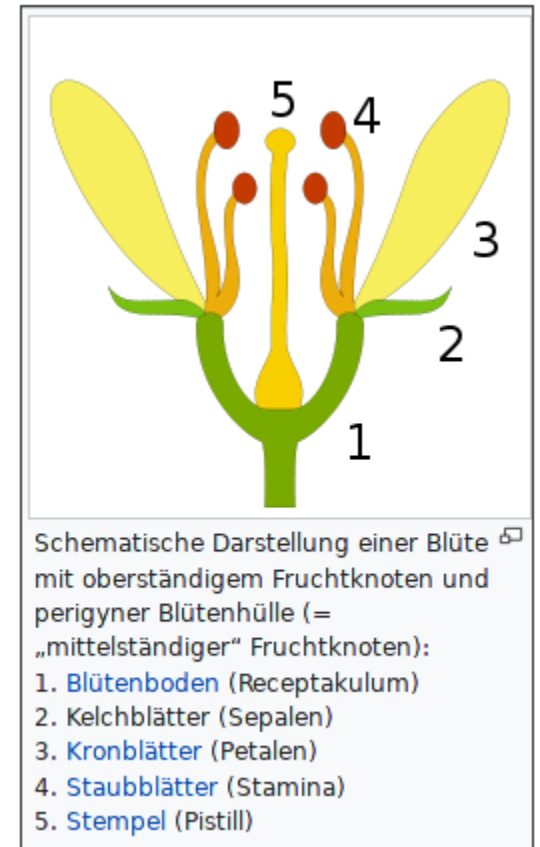 5
4
3
2
1
Schematische Darstellung einer Blüte
mit oberständigem Fruchtknoten und
perigyner Blütenhülle (=
„mittelständiger“ Fruchtknoten):
1. Blütenboden (Receptakulum)
2. Kelchblätter (Sepalen)
3. Kronblätter (Petalen)
4. Staubblätter (Stamina)
5. Stempel (Pistill)